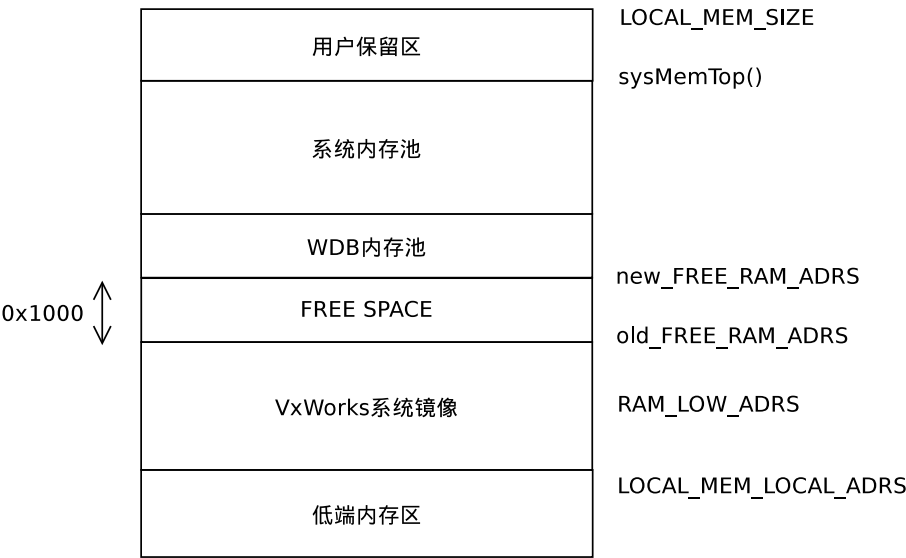 LOCAL_MEM_SIZE
用户保留区
sysMemTop()
系统内存池
WDB内存池
new_FREE_RAM_ADRS
FREE SPACE
0x1000
old_FREE_RAM_ADRS
VxWorks系统镜像
RAM_LOW_ADRS
LOCAL_MEM_LOCAL_ADRS
低端内存区